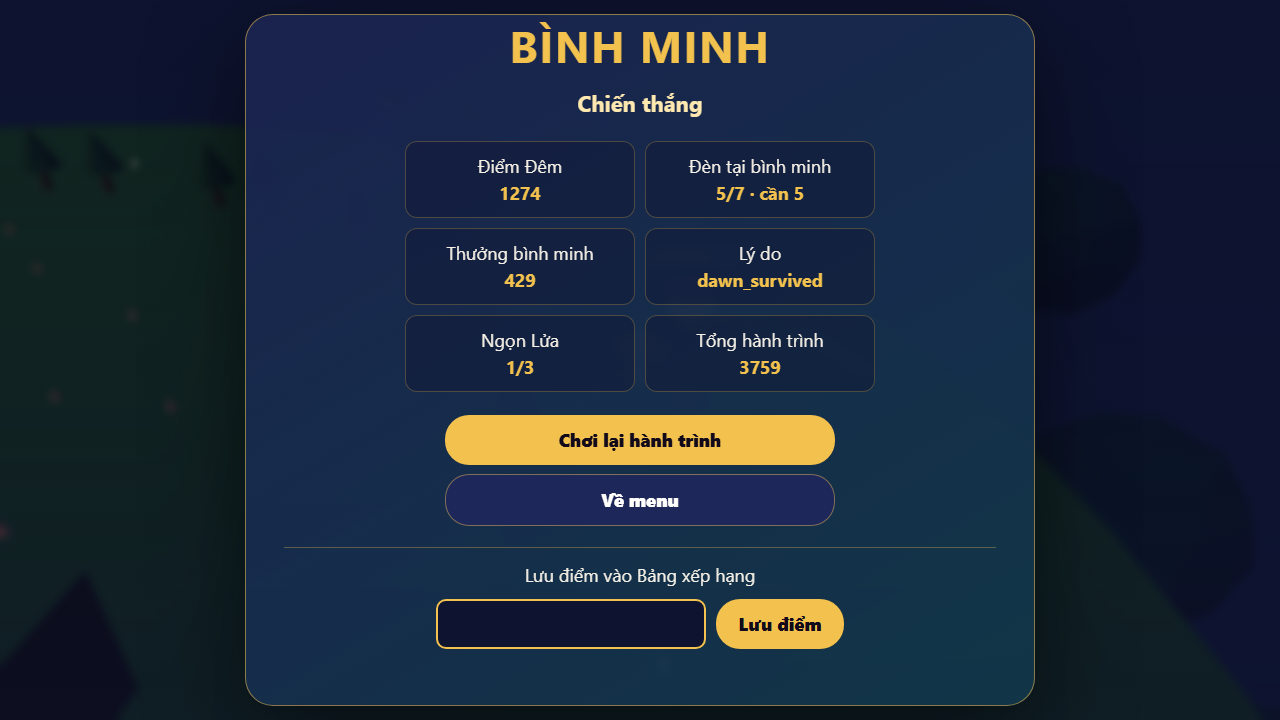 BÌNH MINH
Chiến thắng
Điểm Đêm
1274
Đèn tại bình minh
5/7 · cần 5
Thưởng bình minh
429
Lý do
dawn_survived
Ngọn Lửa
1/3
Tổng hành trình
3759
Chơi lại hành trình
Về menu
Lưu điểm vào Bảng xếp hạng
Lưu điểm